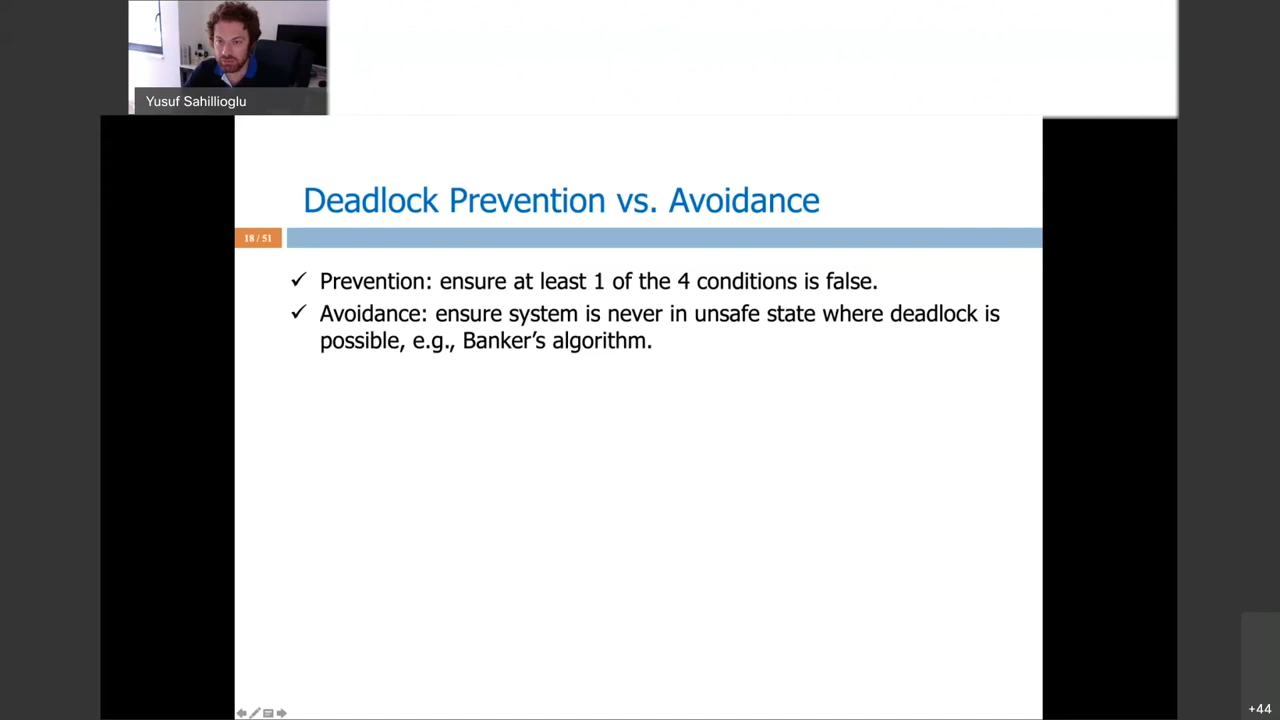 Yusuf Sahillioglu
Deadlock Prevention vs. Avoidance
18 / 51
✓ Prevention: ensure at least 1 of the 4 conditions is false.
✓ Avoidance: ensure system is never in unsafe state where deadlock is
possible, e.g., Banker’s algorithm.
+44